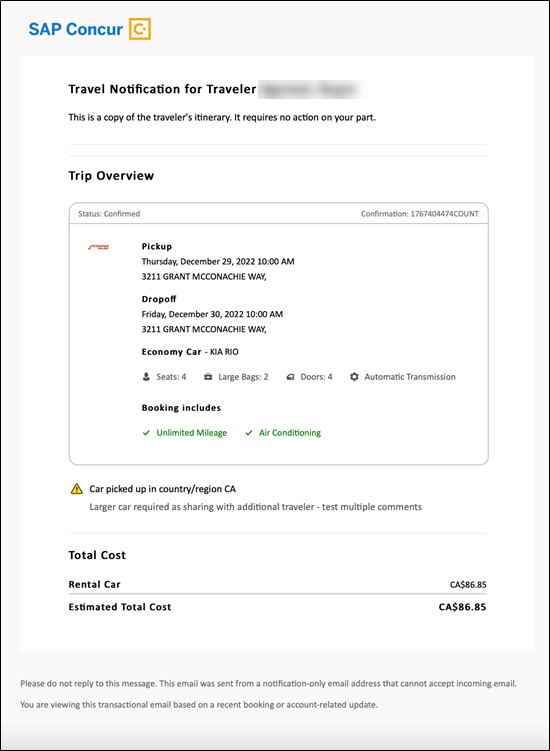 SAP Concur
Travel Notification for Traveler
This is a copy of the traveler's itinerary. It requires no action on your part.
Trip Overview
Status: Confirmed Confirmation: 1767404474COUNT
Pickup
Thursday, December 29, 2022 10:00 AM
3211 GRANT MCCONACHIE WAY,
Dropoff
Friday, December 30, 2022 10:00 AM
3211 GRANT MCCONACHIE WAY,
Economy Car - KIA RIO
Seats: 4 Large Bags: 2 Doors: 4 Automatic Transmission
Booking includes
Unlimited Mileage Air Conditioning
Car picked up in country/region CA
Larger car required as sharing with additional traveler - test multiple comments
Total Cost
Rental Car CA$86.85
Estimated Total Cost CA$86.85
Please do not reply to this message. This email was sent from a notification-only email address that cannot accept incoming email.
You are viewing this transactional email based on a recent booking or account-related update.